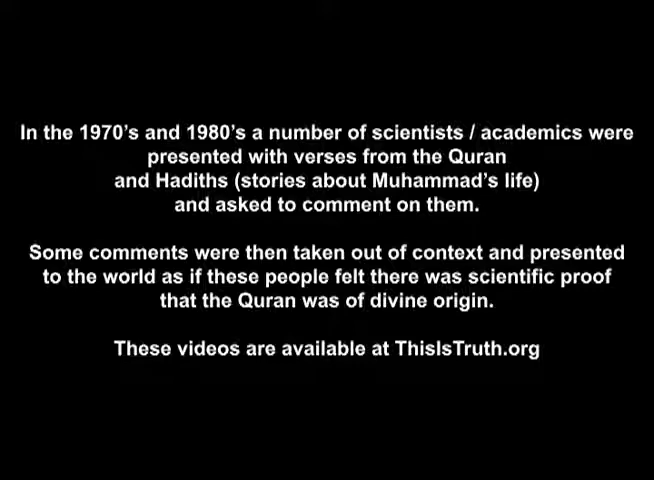 In the 1970's and 1980's a number of scientists / academics were
presented with verses from the Quran
and Hadiths (stories about Muhammad's life)
and asked to comment on them.
Some comments were then taken out of context and presented
to the world as if these people felt there was scientific proof
that the Quran was of divine origin.
These videos are available at ThisIsTruth.org